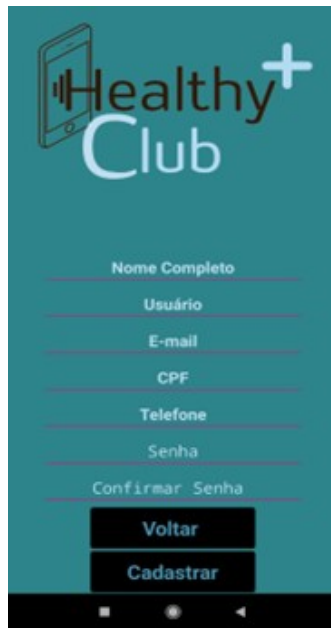 Healthy+
Club
Nome Completo
Usuário
E-mail
CPF
Telefone
Senha
Confirmar Senha
Voltar
Cadastrar